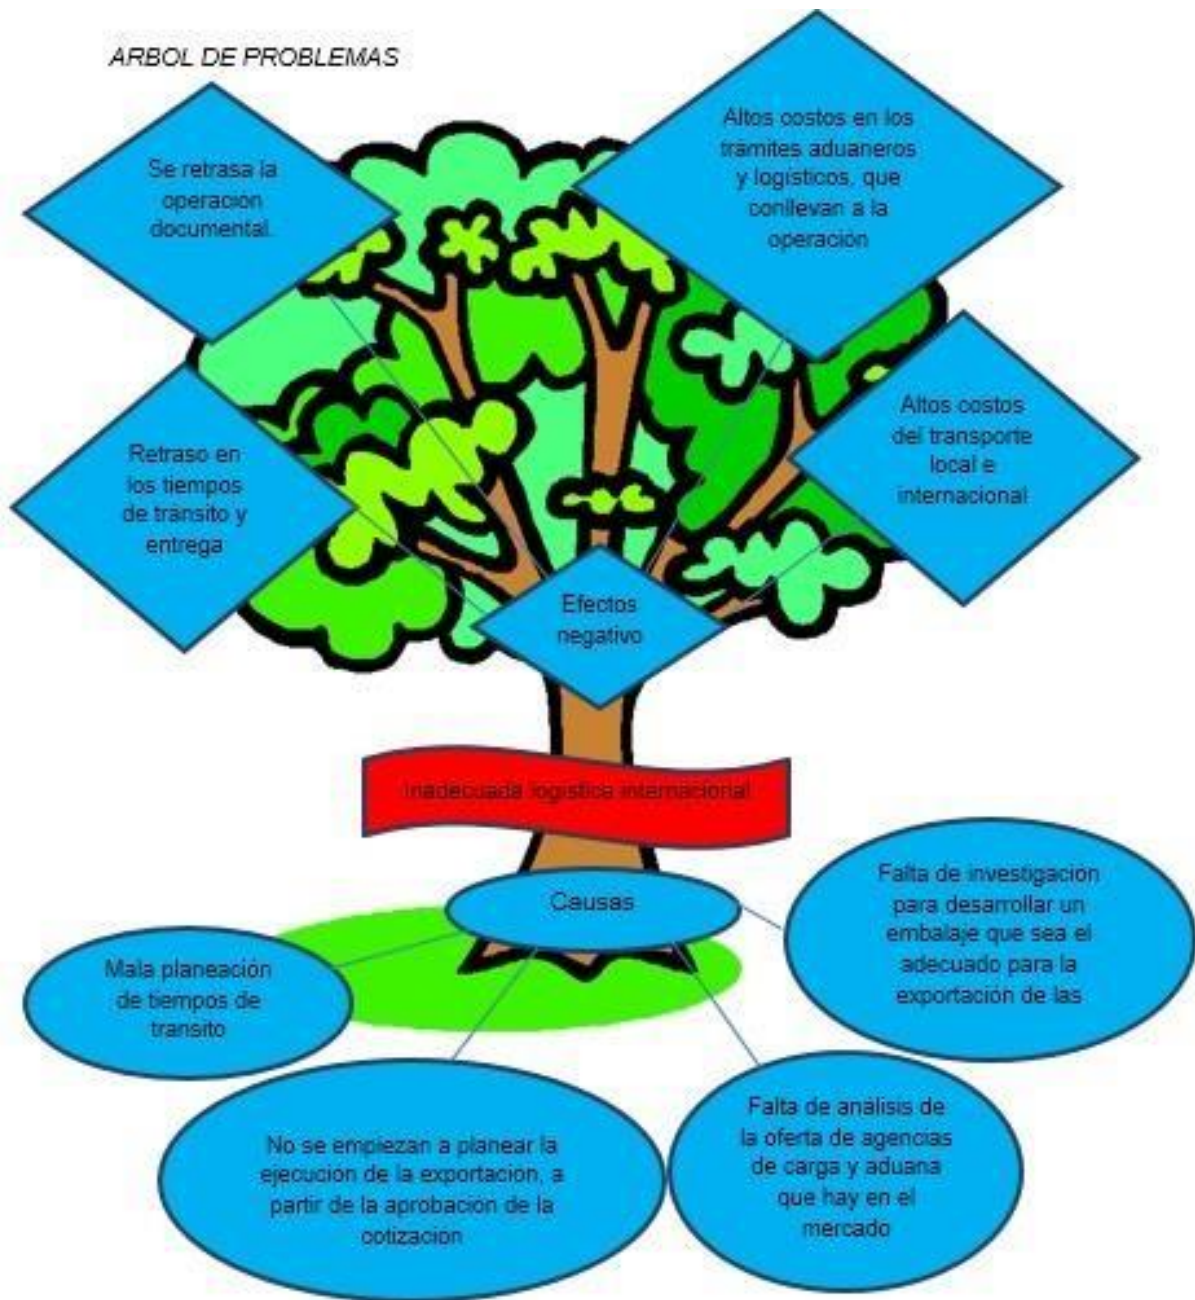 ARBOL DE PROBLEMAS
Se retrasa la
operación
documental.
Altos costos en los
trámites aduaneros
y logísticos, que
conllevan a la
operación
Retraso en
los tiempos
de tránsito y
entrega
Altos costos
del transporte
local e
internacional
Efectos
negativo
Inadecuada logística internacional
Causas
Falta de investigación
para desarrollar un
embalaje que sea el
adecuado para la
exportación de las
Mala planeación
de tiempos de
transito
No se empiezan a planear la
ejecución de la exportación, a
partir de la aprobación de la
cotización
Falta de análisis de
la oferta de agencias
de carga y aduana
que hay en el
mercado